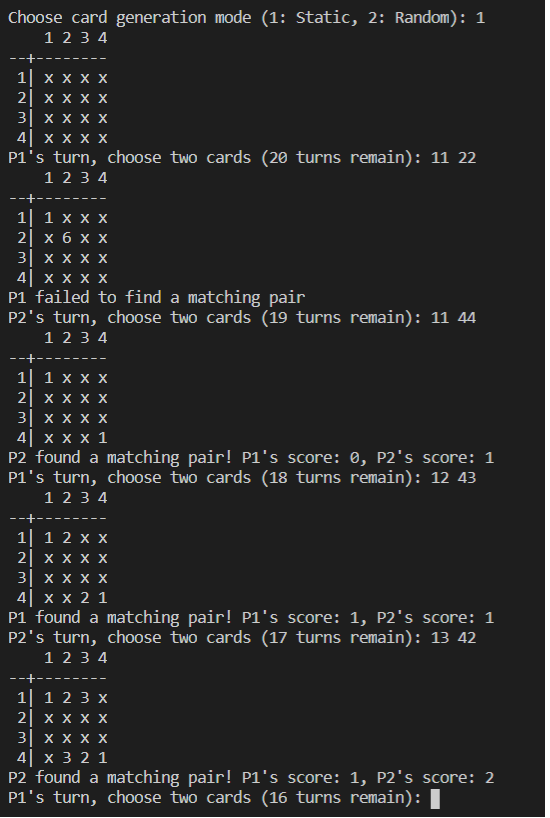 Choose card generation mode (1: Static, 2: Random): 1
    1 2 3 4
--+--------
 1| x x x x
 2| x x x x
 3| x x x x
 4| x x x x
P1's turn, choose two cards (20 turns remain): 11 22
    1 2 3 4
--+--------
 1| 1 x x x
 2| x 6 x x
 3| x x x x
 4| x x x x
P1 failed to find a matching pair
P2's turn, choose two cards (19 turns remain): 11 44
    1 2 3 4
--+--------
 1| 1 x x x
 2| x x x x
 3| x x x x
 4| x x x 1
P2 found a matching pair! P1's score: 0, P2's score: 1
P1's turn, choose two cards (18 turns remain): 12 43
    1 2 3 4
--+--------
 1| 1 2 x x
 2| x x x x
 3| x x x x
 4| x x 2 1
P1 found a matching pair! P1's score: 1, P2's score: 1
P2's turn, choose two cards (17 turns remain): 13 42
    1 2 3 4
--+--------
 1| 1 2 3 x
 2| x x x x
 3| x x x x
 4| x 3 2 1
P2 found a matching pair! P1's score: 1, P2's score: 2
P1's turn, choose two cards (16 turns remain):